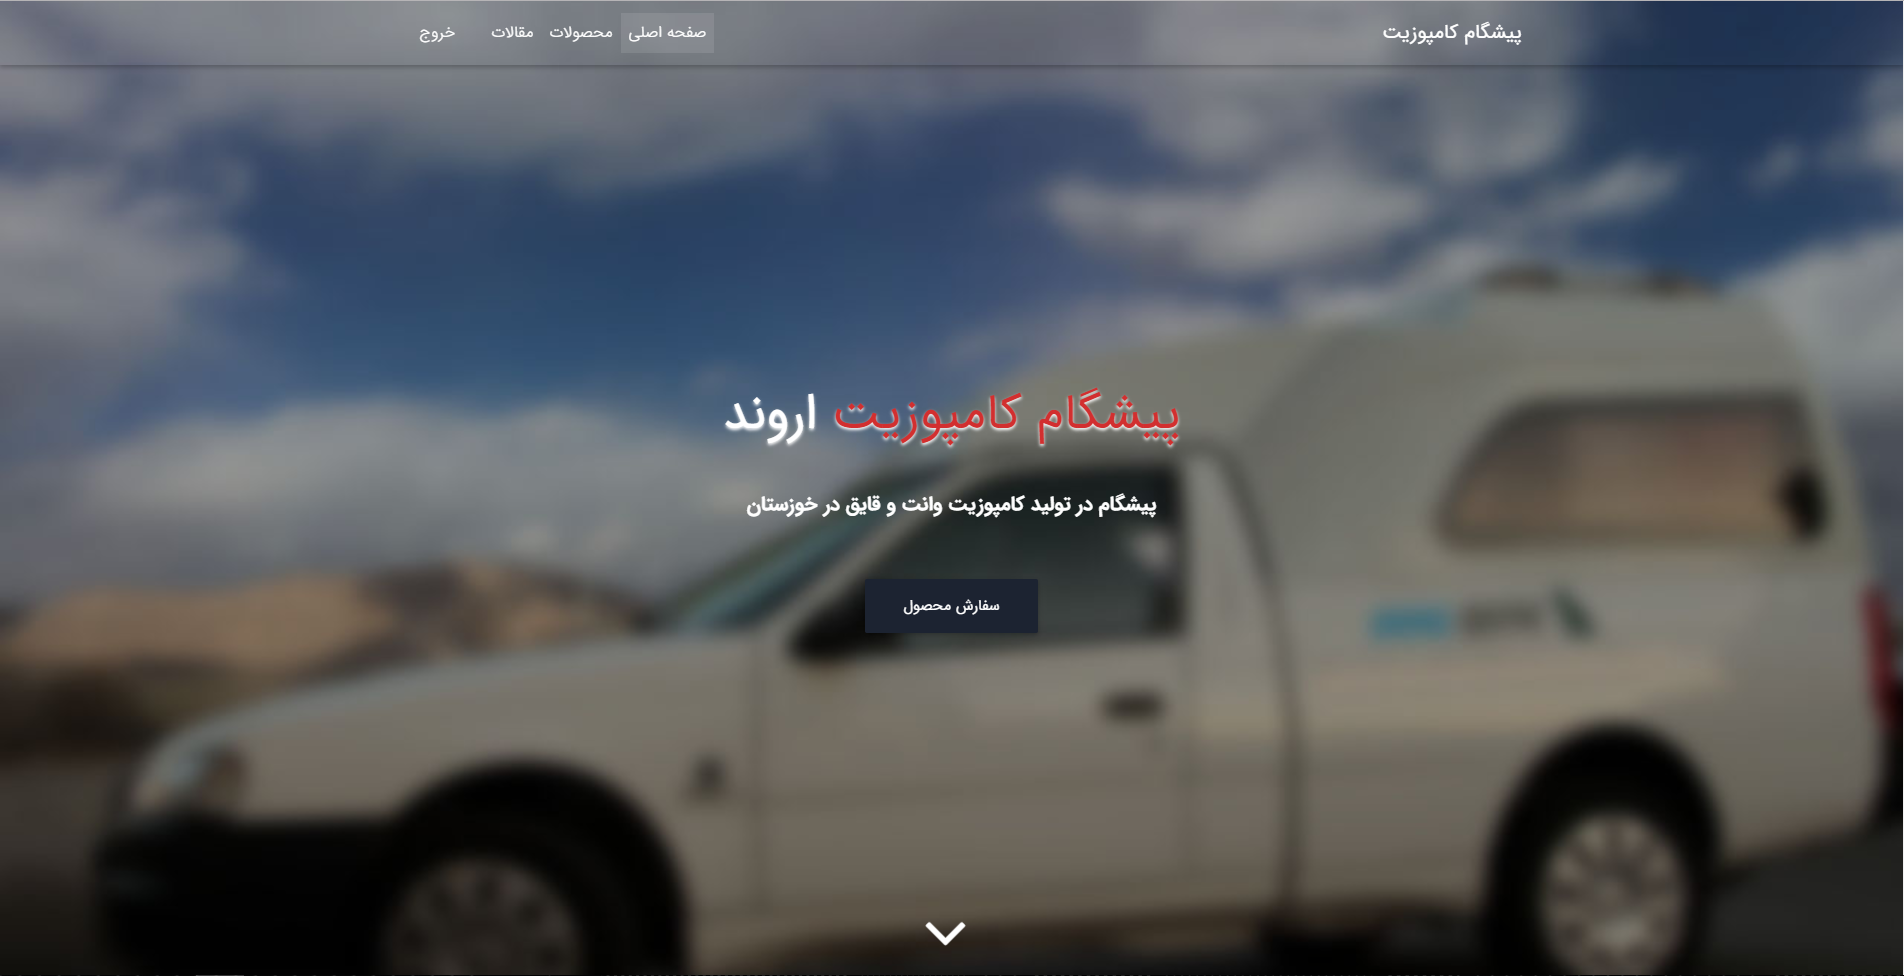 پیشگام کامپوزیت
صفحه اصلی
محصولات
مقالات
خروج
پیشگام کامپوزیت اروند
پیشگام در تولید کامپوزیت وانت و قایق در خوزستان
سفارش محصول